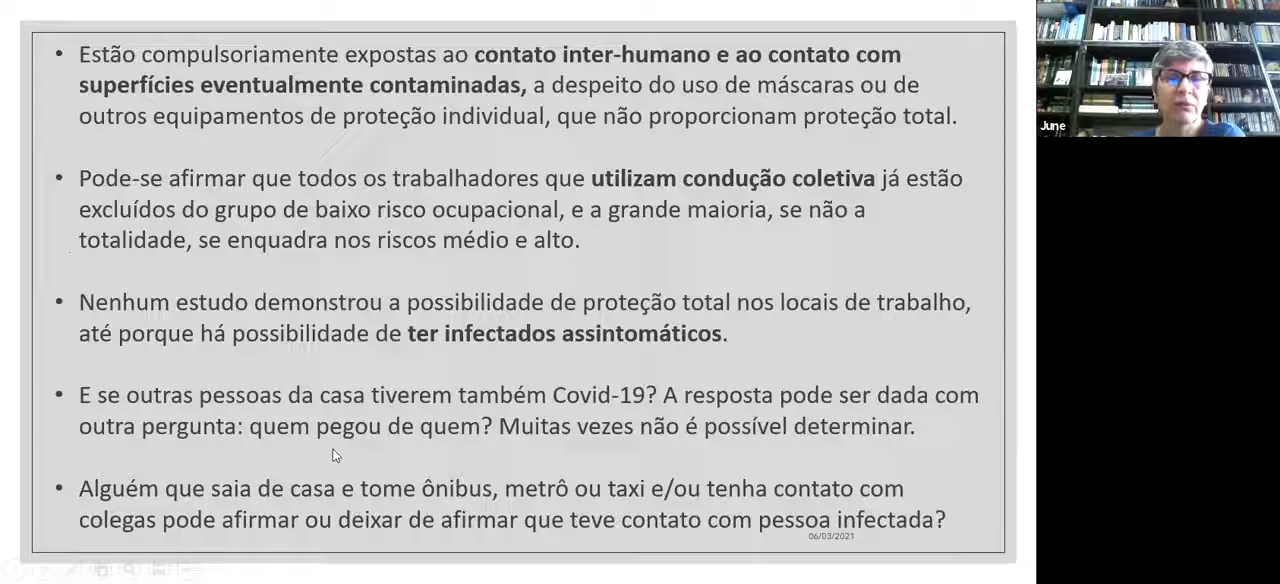 • Estão compulsoriamente expostas ao contato inter-humano e ao contato com
superfícies eventualmente contaminadas, a despeito do uso de máscaras ou de
outros equipamentos de proteção individual, que não proporcionam proteção total.
• Pode-se afirmar que todos os trabalhadores que utilizam condução coletiva já estão
excluídos do grupo de baixo risco ocupacional, e a grande maioria, se não a
totalidade, se enquadra nos riscos médio e alto.
• Nenhum estudo demonstrou a possibilidade de proteção total nos locais de trabalho,
até porque há possibilidade de ter infectados assintomáticos.
• E se outras pessoas da casa tiverem também Covid-19? A resposta pode ser dada com
outra pergunta: quem pegou de quem? Muitas vezes não é possível determinar.
• Alguém que saia de casa e tome ônibus, metrô ou taxi e/ou tenha contato com
colegas pode afirmar ou deixar de afirmar que teve contato com pessoa infectada?
06/03/2021
June